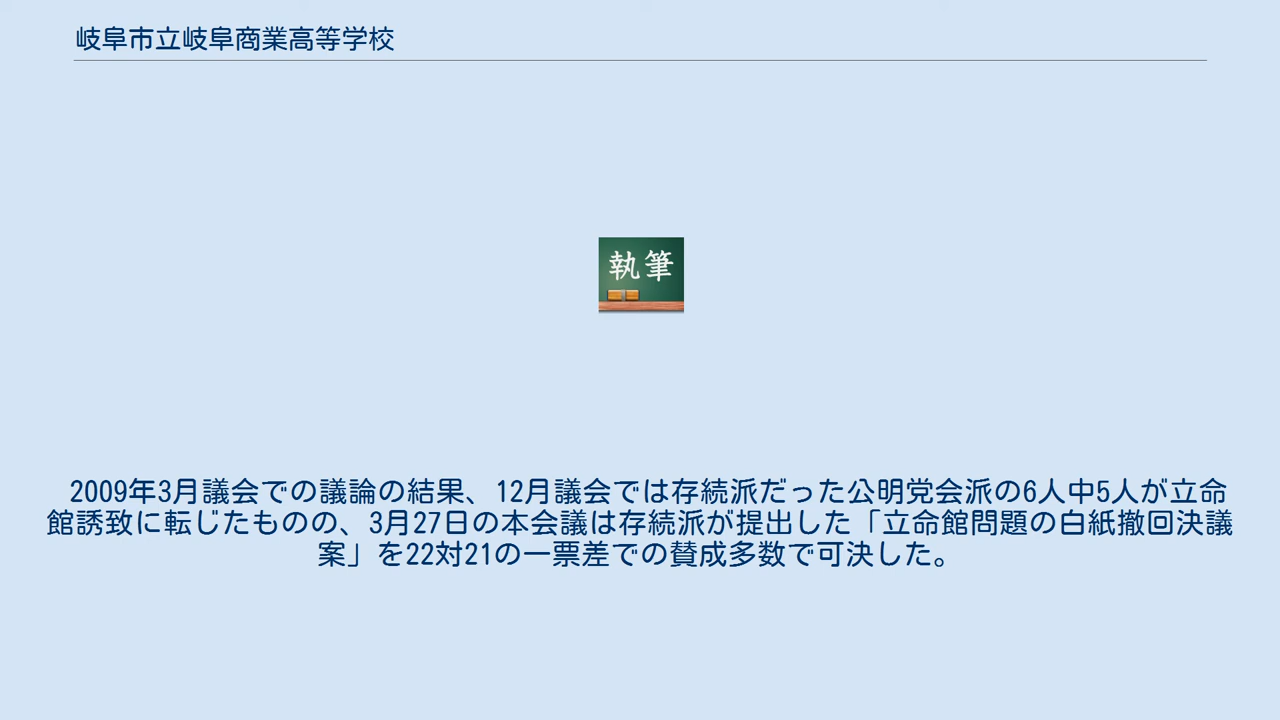 岐阜市立岐阜商業高等学校
執筆
2009年3月議会での議論の結果、12月議会では存続派だった公明党会派の6人中5人が立命
館誘致に転じたものの、3月27日の本会議は存続派が提出した「立命館問題の白紙撤回決議
案」を22対21の一票差での賛成多数で可決した。